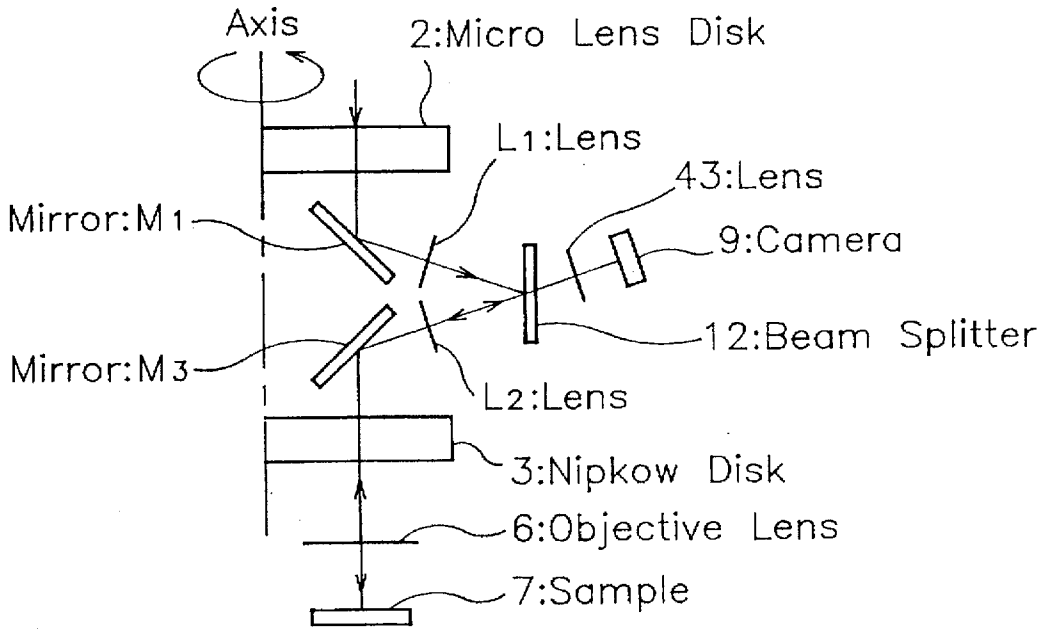 Axis
2:Micro Lens Disk
L1:Lens
43:Lens
Mirror:M1
9:Camera
12:Beam Splitter
Mirror:M3
L2:Lens
3:Nipkow Disk
6:Objective Lens
7:Sample